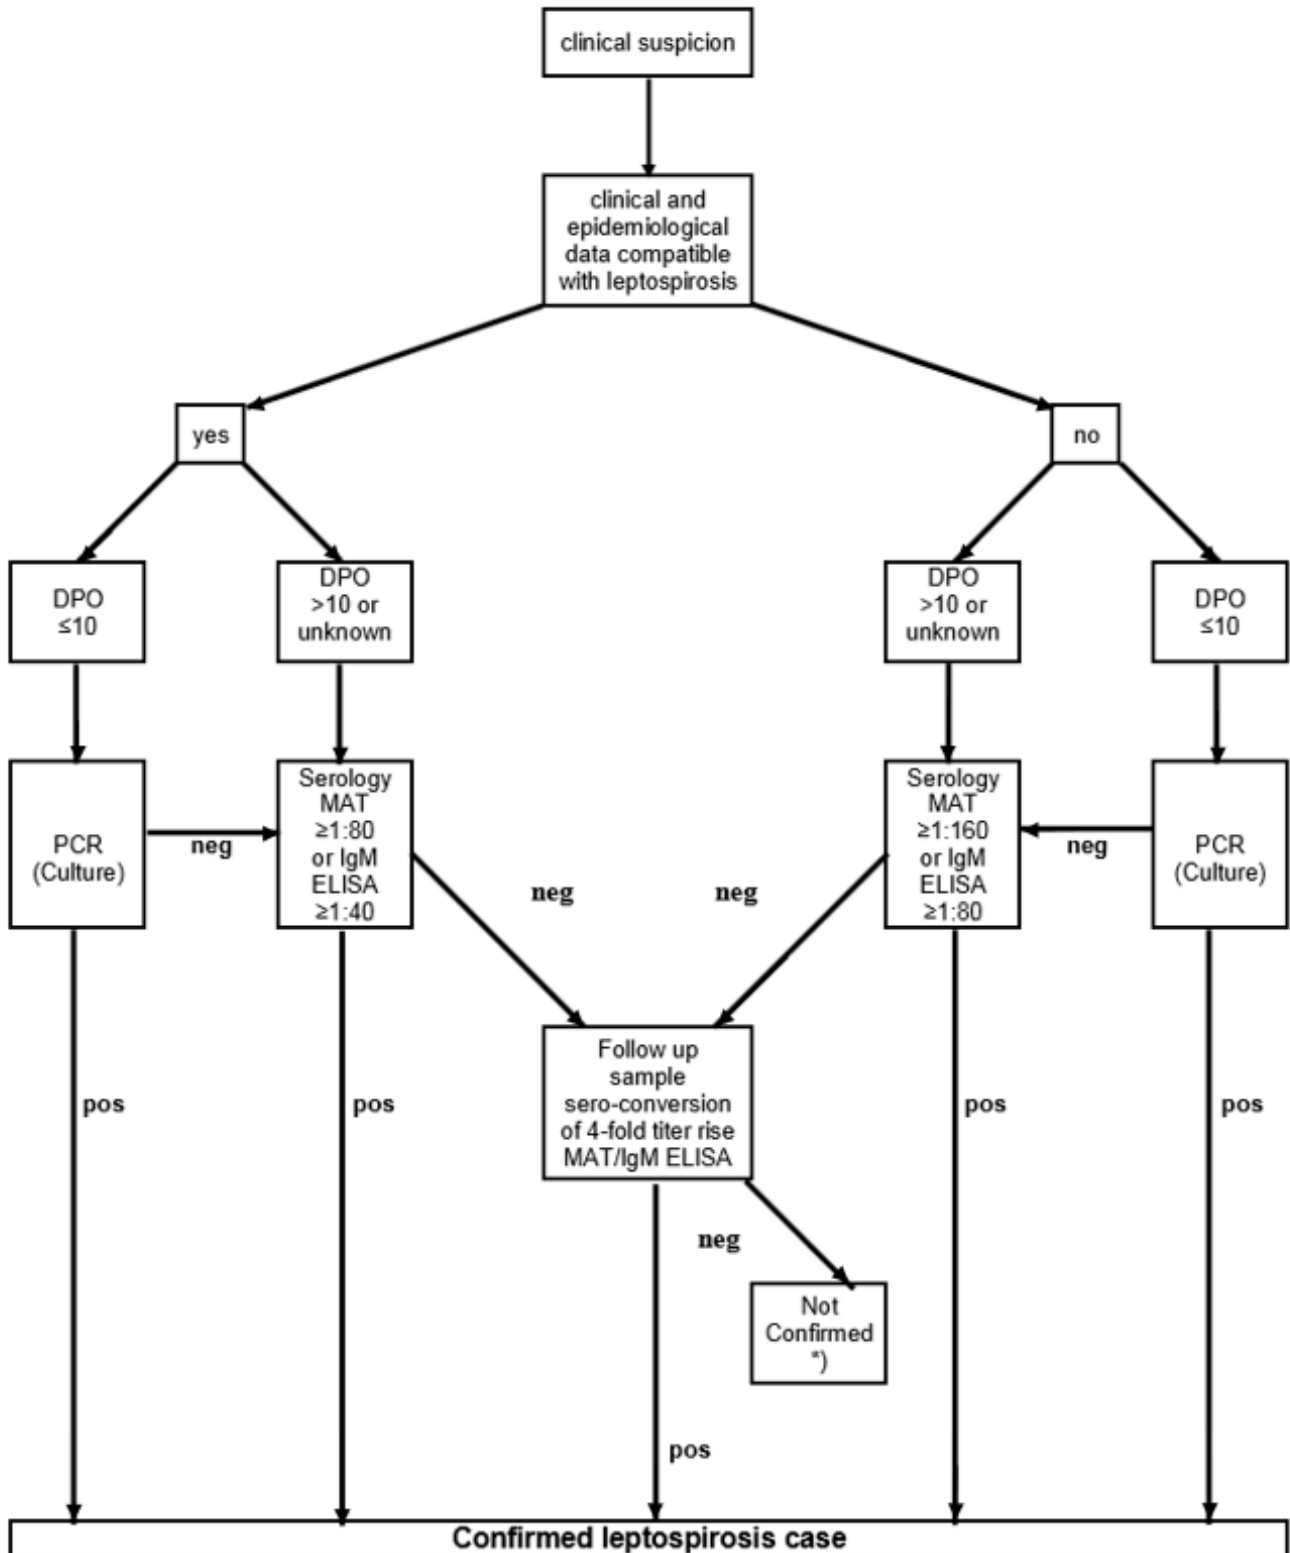 clinical suspicion
clinical and
epidemiological
data compatible
with leptospirosis
yes
no
DPO
≤10
DPO
>10 or
unknown
DPO
>10 or
unknown
DPO
≤10
PCR
(Culture)
neg
Serology
MAT
≥1:80
or IgM
ELISA
≥1:40
neg
neg
Serology
MAT
≥1:160
or IgM
ELISA
≥1:80
neg
PCR
(Culture)
Follow up
sample
sero-conversion
of 4-fold titer rise
MAT/IgM ELISA
pos
pos
pos
pos
neg
Not
Confirmed
*)
pos
Confirmed leptospirosis case